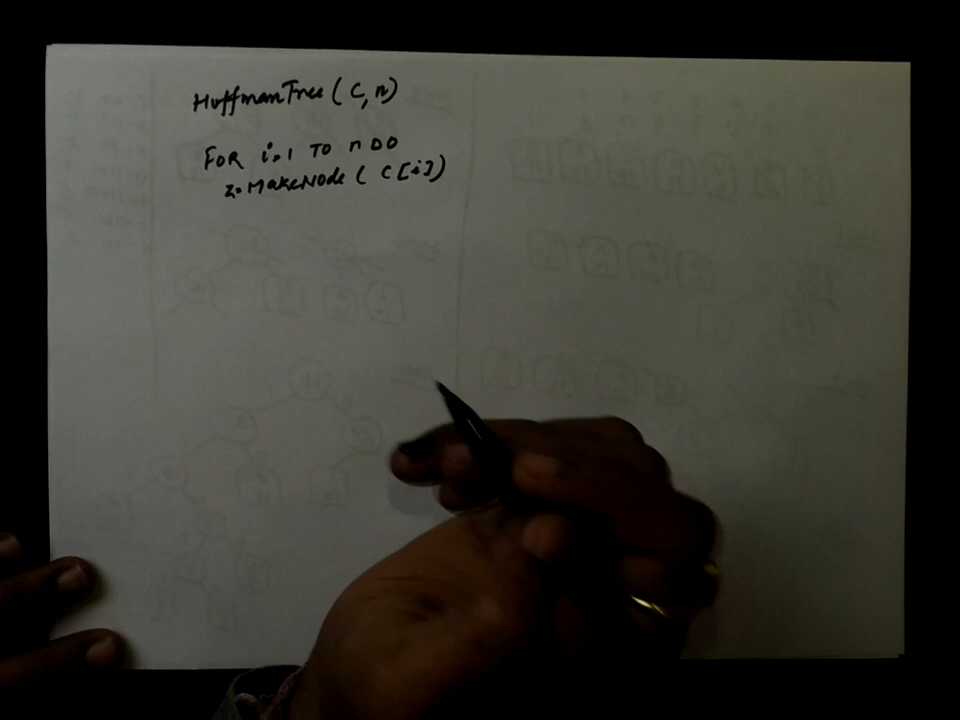 HuffmanTree ( C, n)
FOR i=1 TO n DO
z=MakeNode ( C[i])